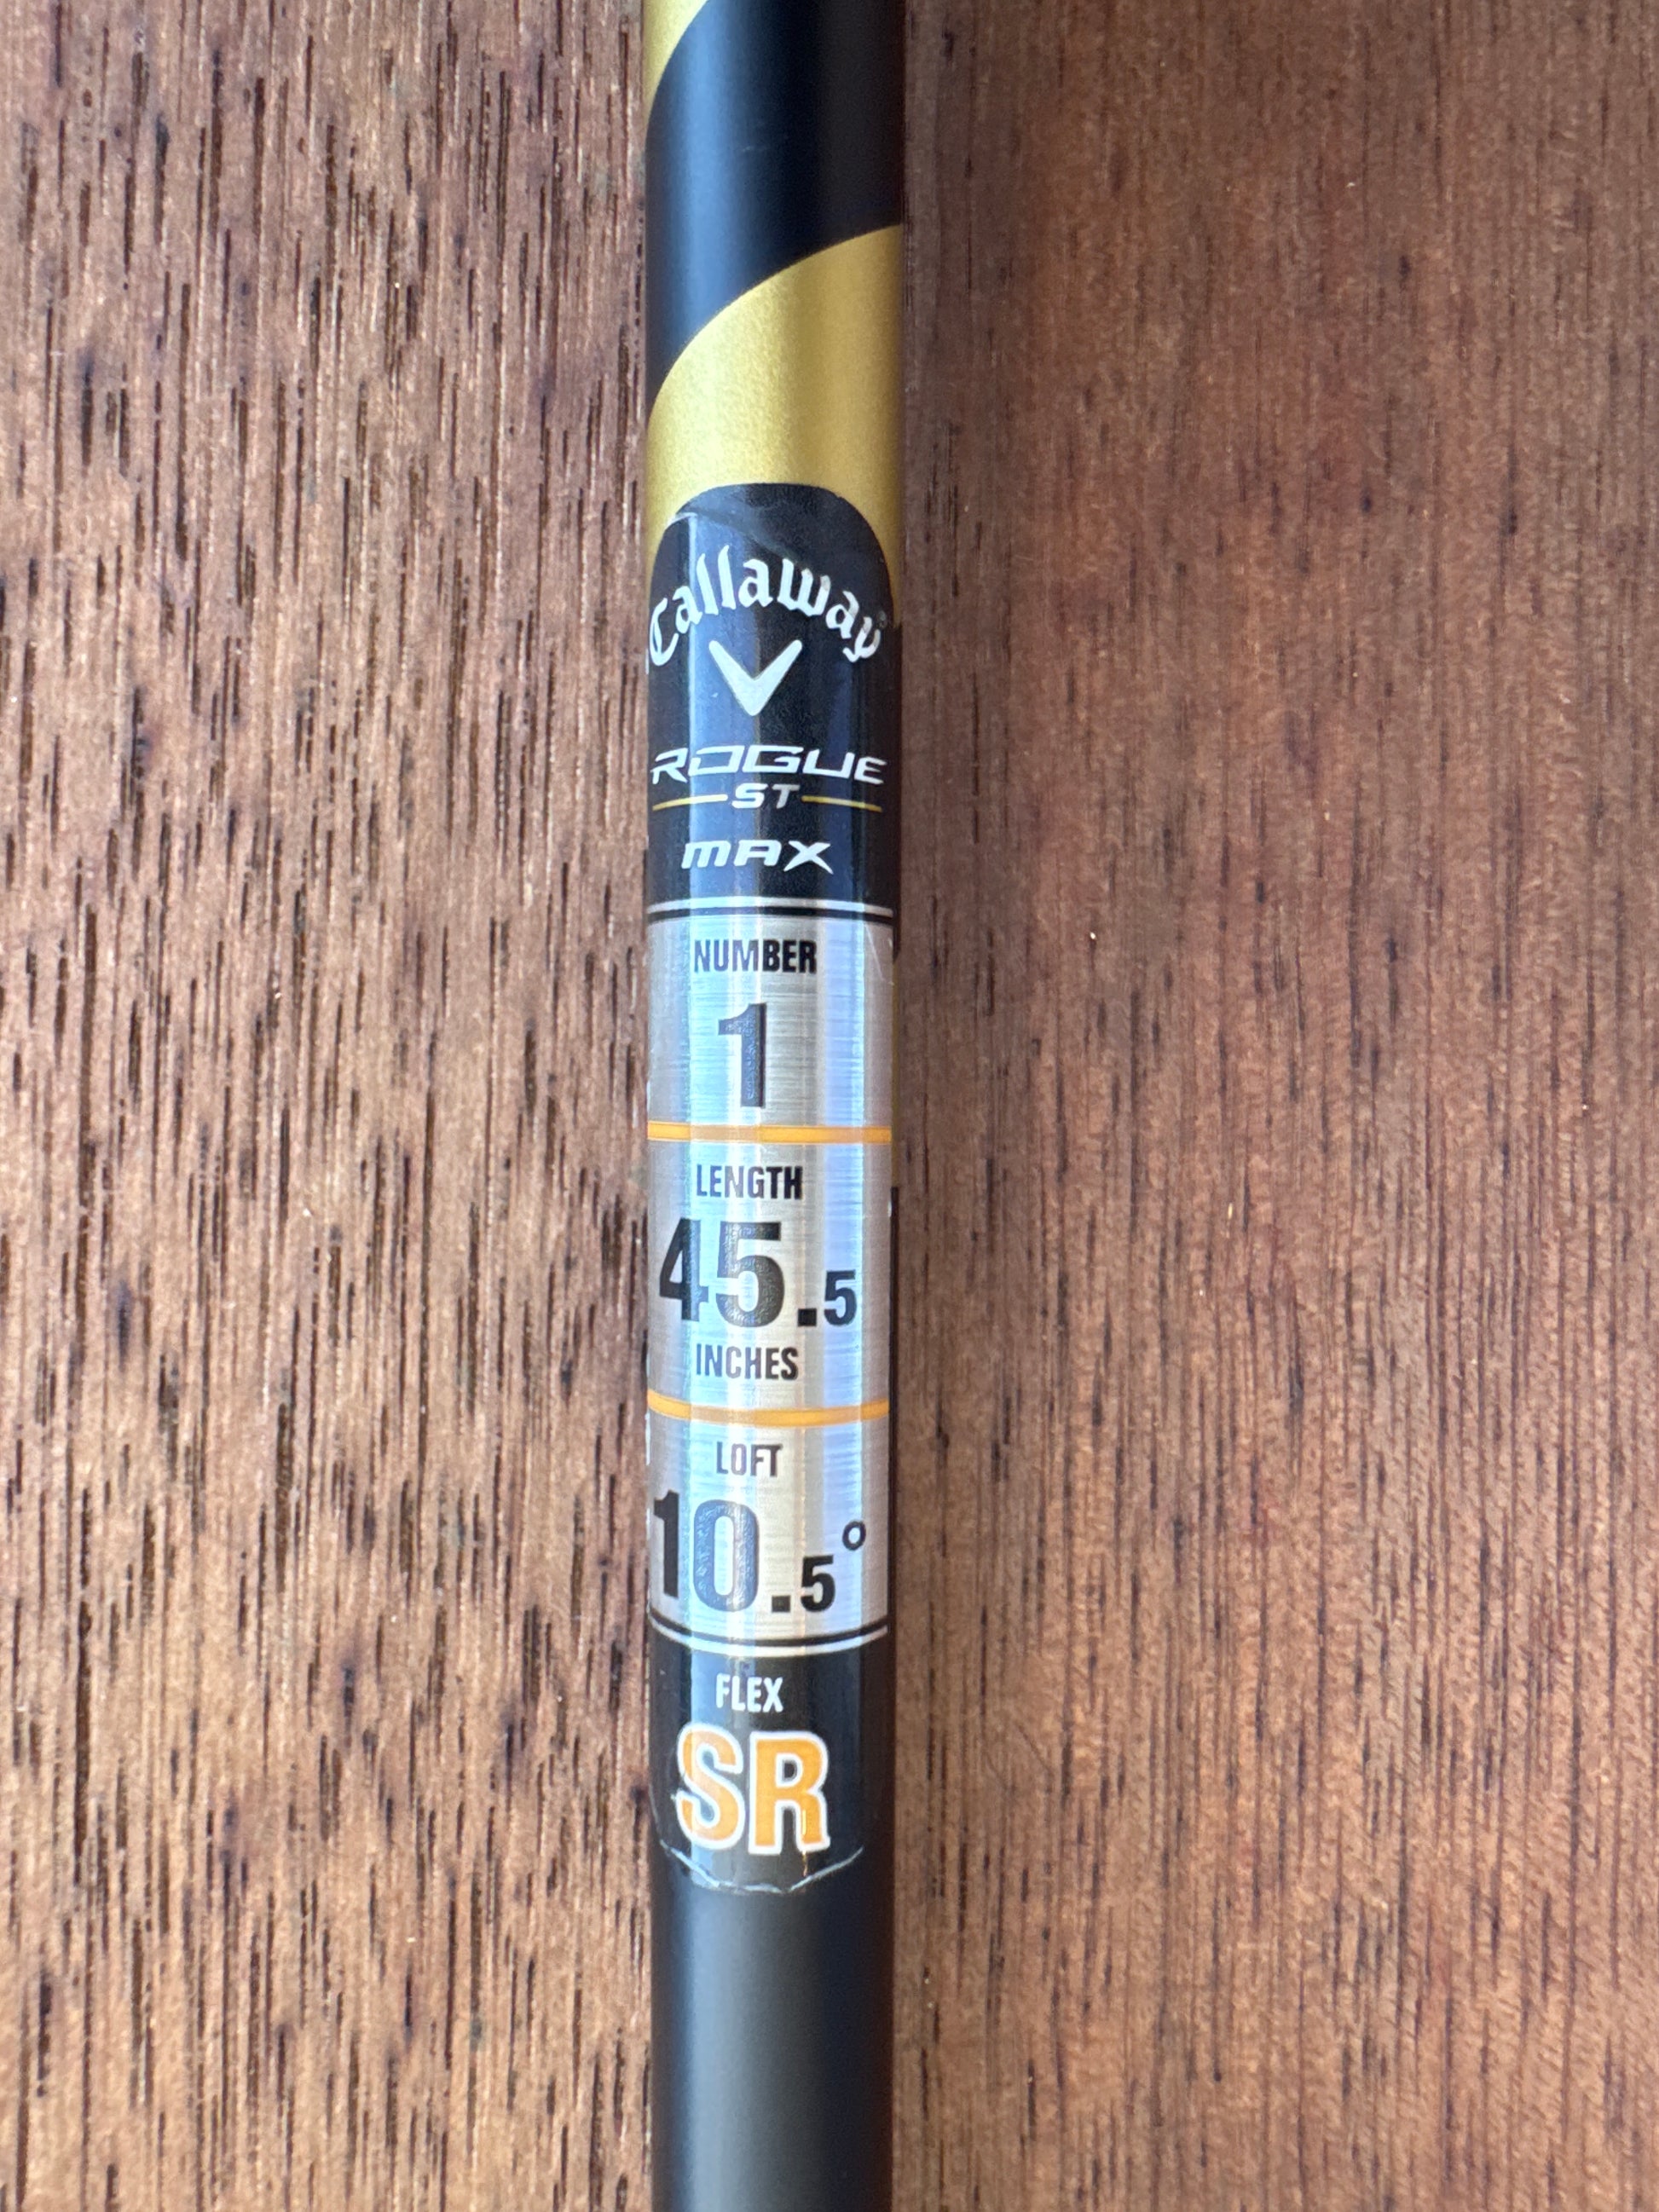 Callaway
ROGUE
ST
MAX
NUMBER
1
LENGTH
45.5
INCHES
LOFT
10.5°
FLEX
SR